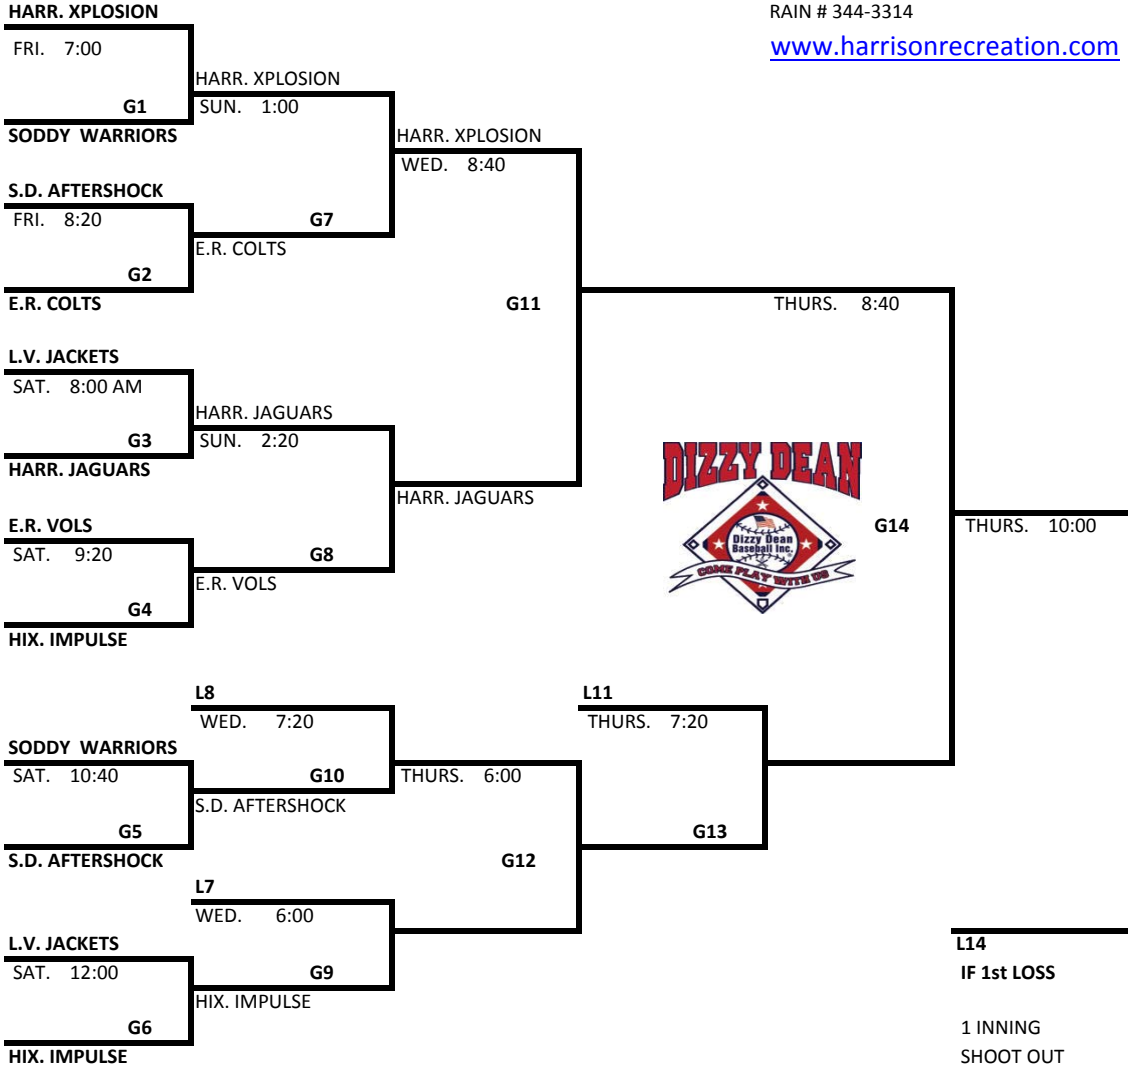 HARR. XPLOSION
RAIN # 344-3314
FRI. 7:00
www.harrisonrecreation.com
HARR. XPLOSION
G1
SUN. 1:00
SODDY WARRIORS
HARR. XPLOSION
WED. 8:40
S.D. AFTERSHOCK
FRI. 8:20
G7
E.R. COLTS
G2
E.R. COLTS
G11
THURS. 8:40
L.V. JACKETS
SAT. 8:00 AM
HARR. JAGUARS
G3
SUN. 2:20
HARR. JAGUARS
HARR. JAGUARS
DIZZY DEAN
Dizzy Dean
Baseball Inc.
COME PLAY WITH US
E.R. VOLS
G14
THURS. 10:00
SAT. 9:20
G8
E.R. VOLS
G4
HIX. IMPULSE
L8
L11
WED. 7:20
THURS. 7:20
SODDY WARRIORS
SAT. 10:40
G10
THURS. 6:00
S.D. AFTERSHOCK
G5
G13
S.D. AFTERSHOCK
G12
L7
WED. 6:00
L.V. JACKETS
L14
SAT. 12:00
G9
IF 1st LOSS
HIX. IMPULSE
G6
1 INNING
HIX. IMPULSE
SHOOT OUT